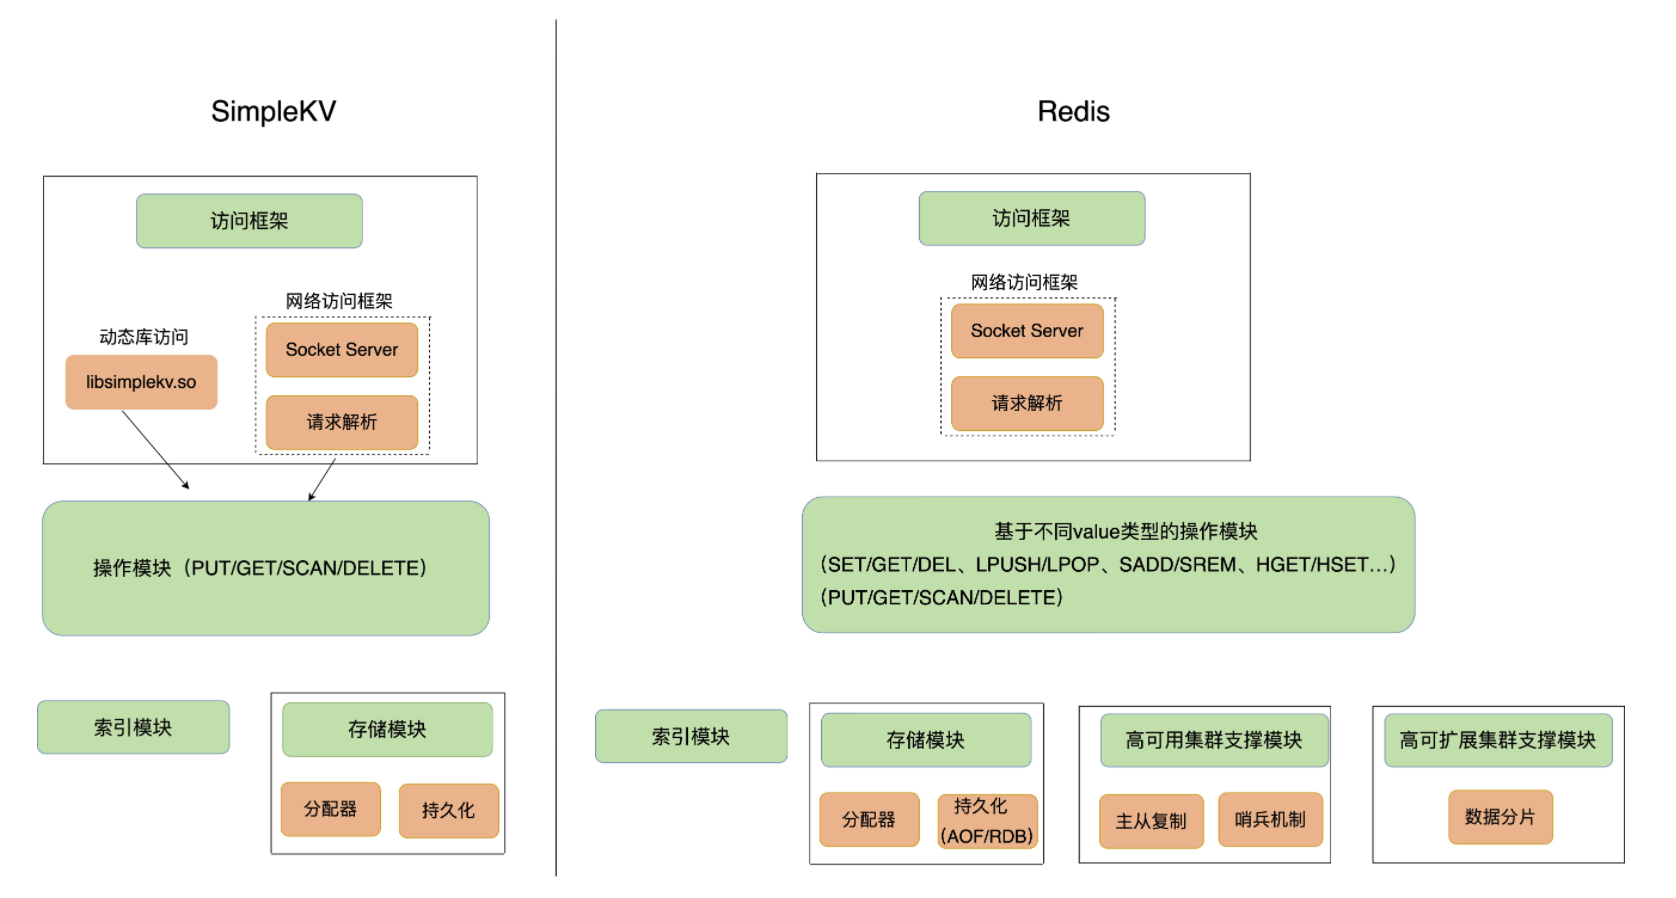 SimpleKV
访问框架
网络访问框架
动态库访问
Socket Server
libsimplekv.so
请求解析
操作模块（PUT/GET/SCAN/DELETE）
索引模块
存储模块
分配器
持久化
Redis
访问框架
网络访问框架
Socket Server
请求解析
基于不同value类型的操作模块
（SET/GET/DEL、LPUSH/LPOP、SADD/SREM、HGET/HSET...）
（PUT/GET/SCAN/DELETE）
索引模块
存储模块
分配器
持久化
(AOF/RDB)
高可用集群支撑模块
主从复制
哨兵机制
高可扩展集群支撑模块
数据分片